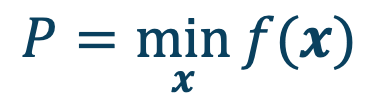 P = min f(x)
x